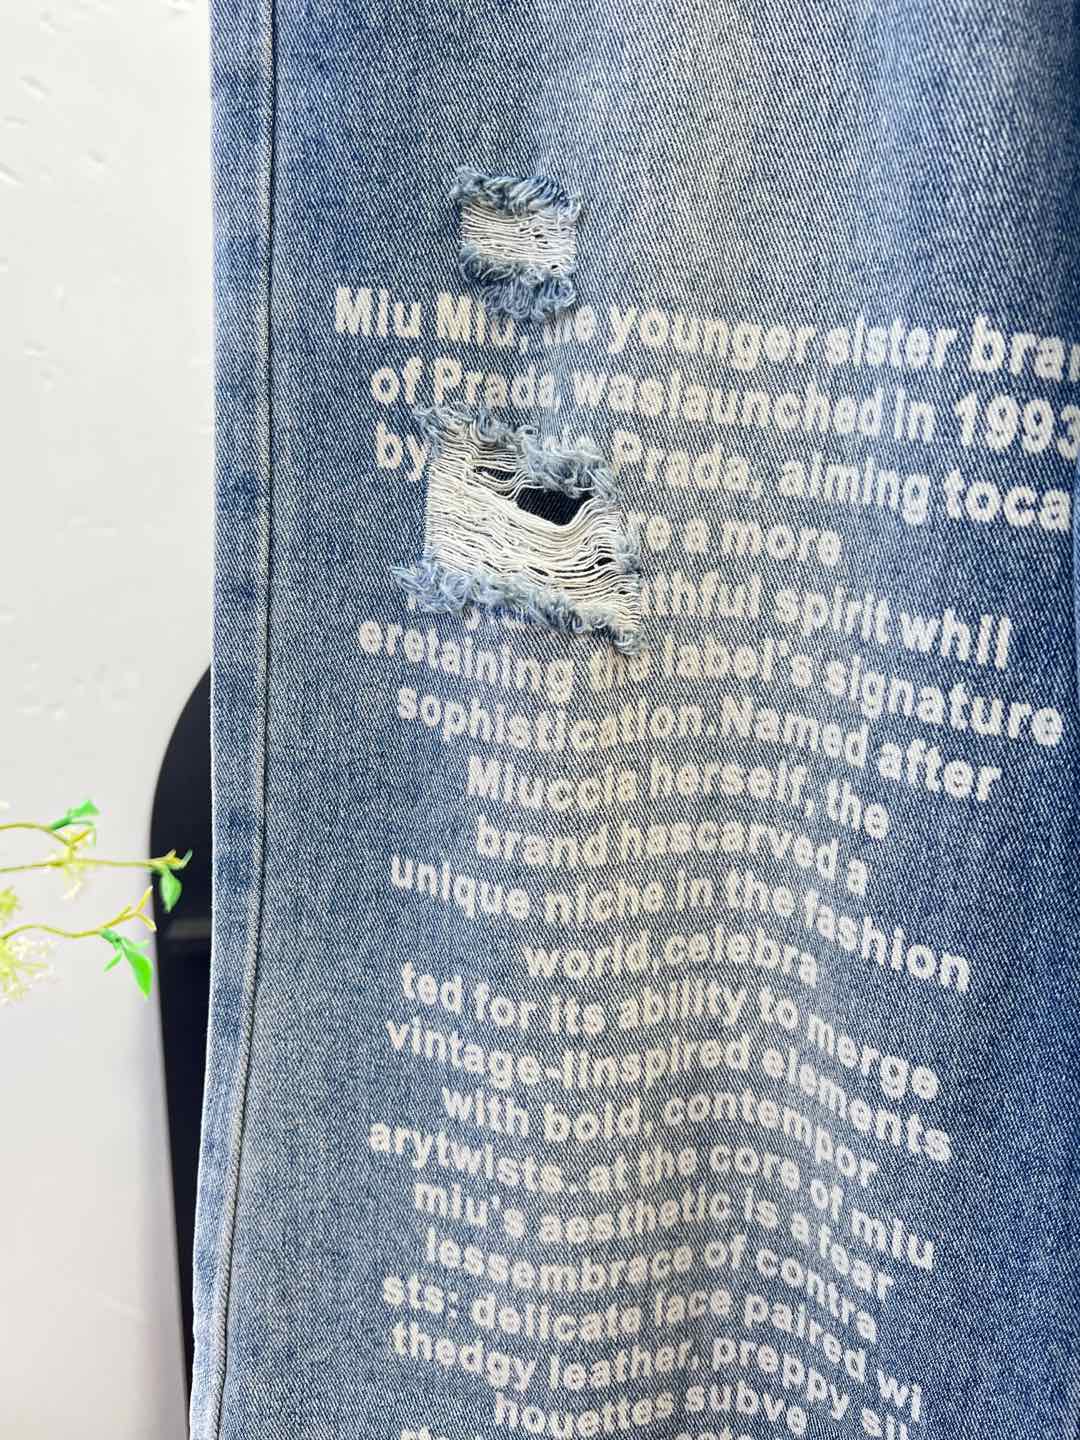 Miu Miu, the younger sister bran
of Prada, waslaunched in 1993
by Prada, aiming toca
re a more
athful spirit whil
eretaining the label's signature
sophistication.Named after
Miuccia herself, the
brand hascarved a
unique niche in the fashion
world,celebra
ted for its ability to merge
vintage-linspired elements
with bold, contempor
arytwists. at the core of miu
miu's aesthetic is a fear
lessembrace of contra
sts: delicate lace paired wi
thedgy leather, preppy sil
houettes subve